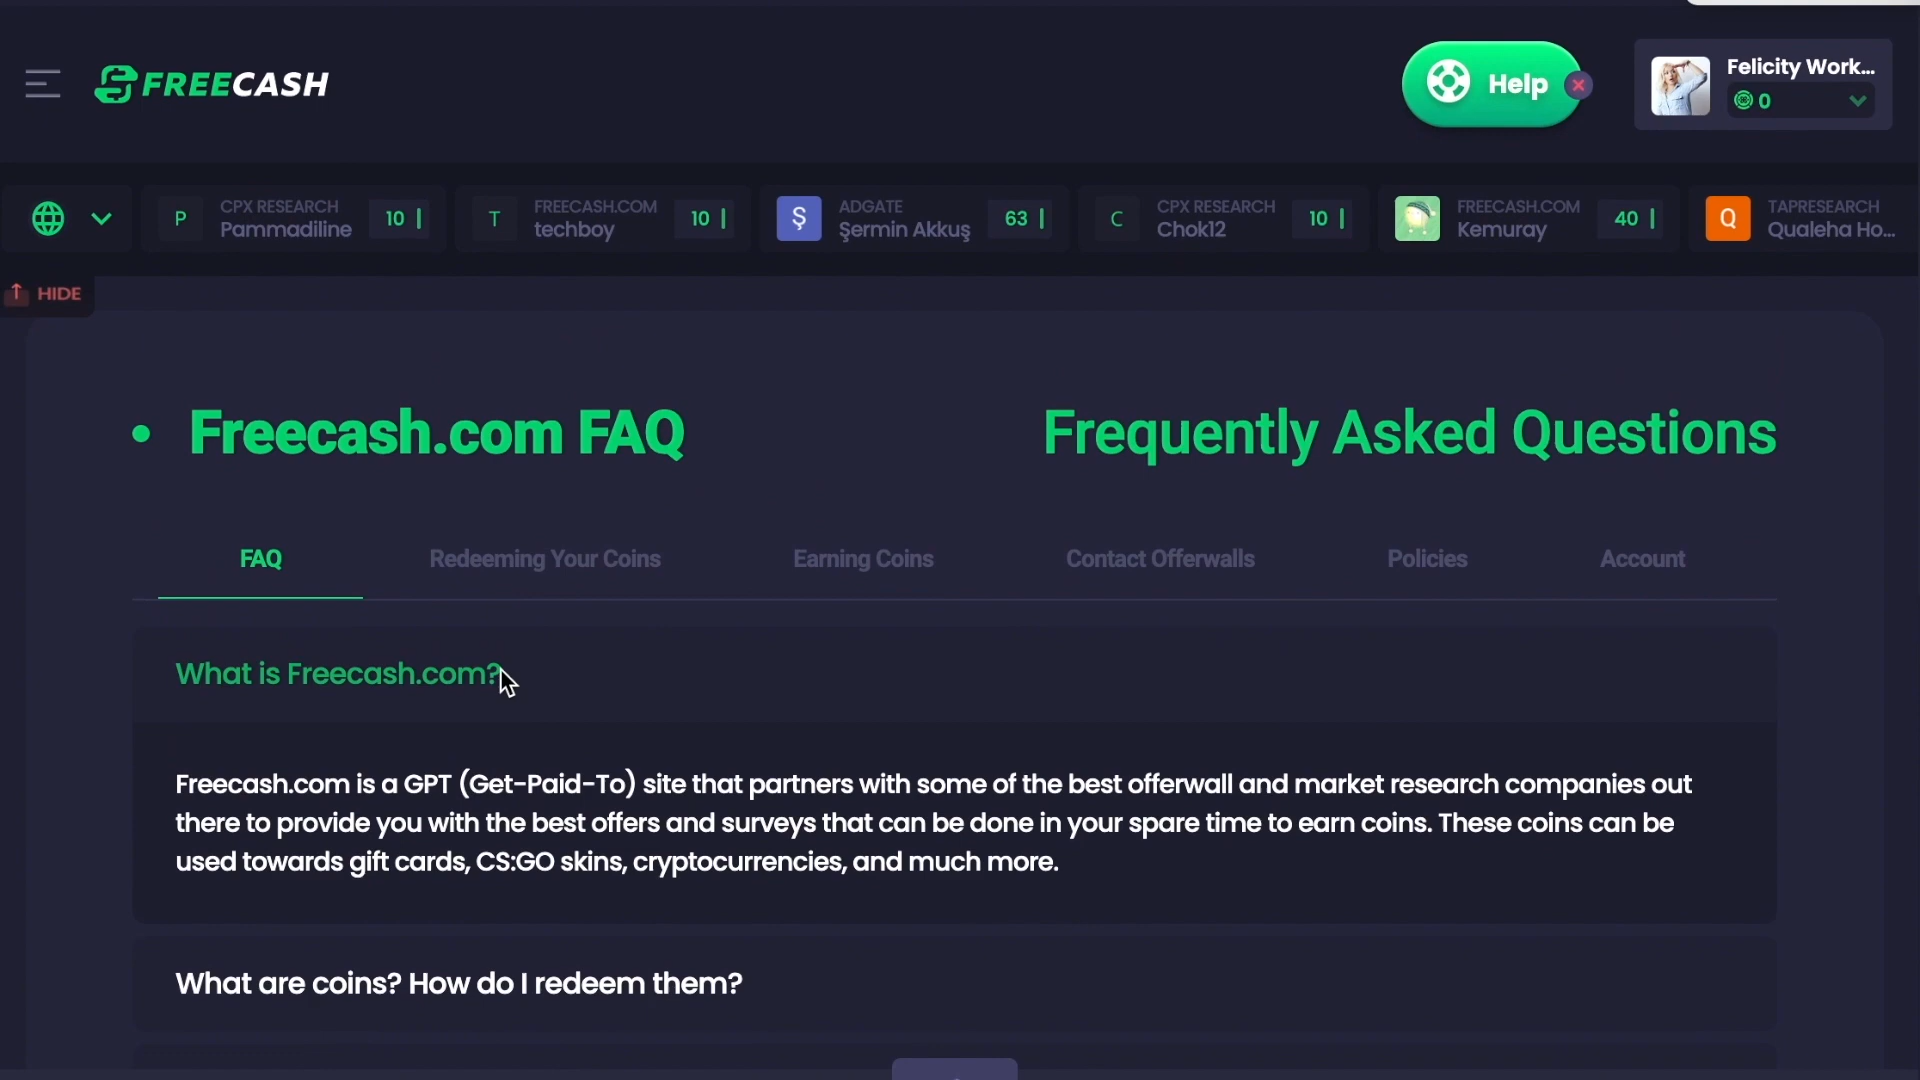 FREECASH
Help
Felicity Work...
0
P
CPX RESEARCH
Pammadiline
10
T
FREECASH.COM
techboy
10
Ş
ADGATE
Şermin Akkuş
63
C
CPX RESEARCH
Chok12
10
FREECASH.COM
Kemuray
40
Q
TAPRESEARCH
Qualeha Ho...
HIDE
• Freecash.com FAQ
Frequently Asked Questions
FAQ
Redeeming Your Coins
Earning Coins
Contact Offerwalls
Policies
Account
What is Freecash.com?
Freecash.com is a GPT (Get-Paid-To) site that partners with some of the best offerwall and market research companies out
there to provide you with the best offers and surveys that can be done in your spare time to earn coins. These coins can be
used towards gift cards, CS:GO skins, cryptocurrencies, and much more.
What are coins? How do I redeem them?